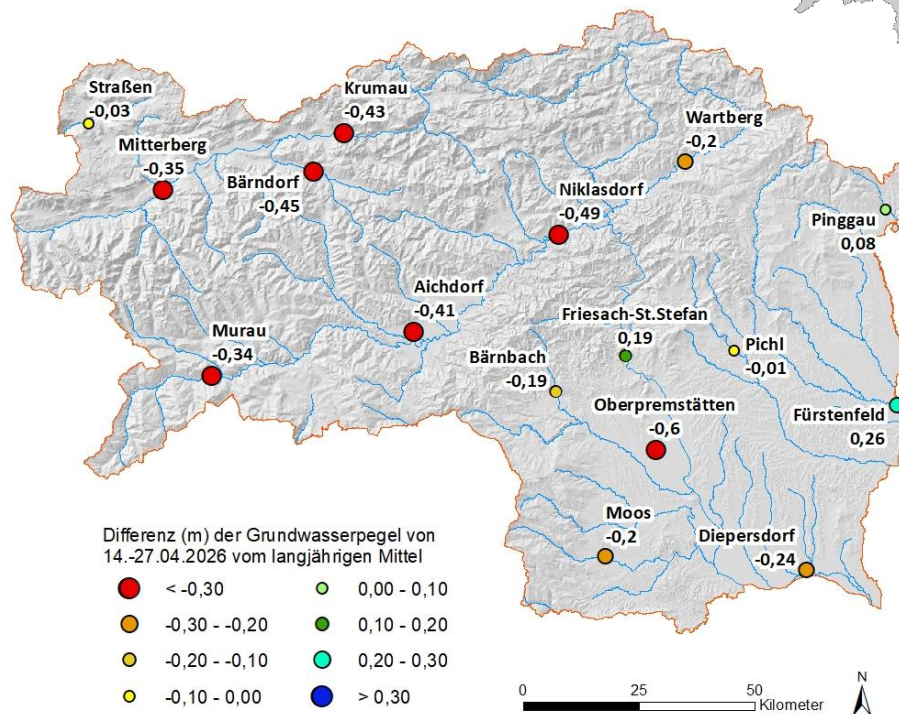 Straßen
-0,03
Krumau
-0,43
Mitterberg
-0,35
Bärndorf
-0,45
Wartberg
-0,2
Niklasdorf
-0,49
Pinggau
0,08
Aichdorf
-0,41
Murau
-0,34
Friesach-St.Stefan
0,19
Pichl
-0,01
Bärnbach
-0,19
Oberpremstätten
-0,6
Fürstenfeld
0,26
Moos
-0,2
Diepersdorf
-0,24
Differenz (m) der Grundwasserpegel von
14.-27.04.2026 vom langjährigen Mittel
< -0,30
-0,30 - -0,20
-0,20 - -0,10
-0,10 - 0,00
0,00 - 0,10
0,10 - 0,20
0,20 - 0,30
> 0,30
0 25 50
Kilometer
N